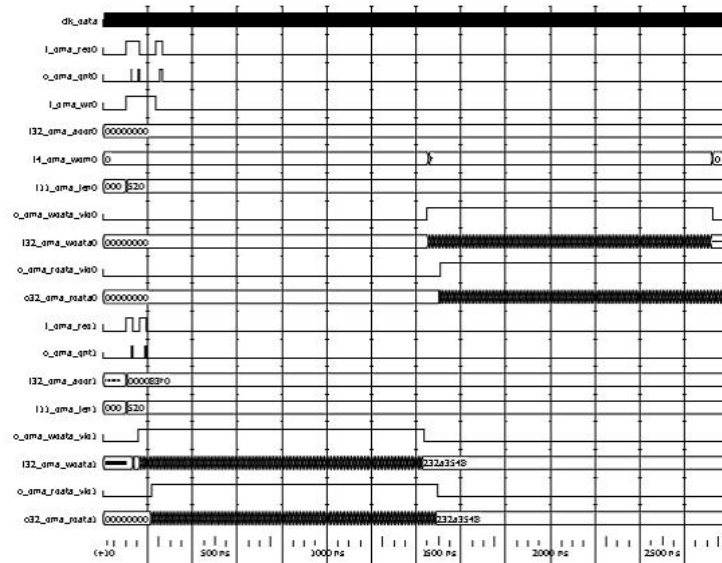 clk_data
i_dma_req0
o_dma_gnt0
i_dma_wr0
i32_dma_addr0
00000000
i4_dma_wdm0
0
0
i11_dma_len0
000
520
o_dma_wdata_vld0
i32_dma_wdata0
00000000
o_dma_rdata_vld0
o32_dma_rdata0
00000000
i_dma_req1
o_dma_gnt1
i32_dma_addr1
i11_dma_len1
000
520
o_dma_wdata_vld1
i32_dma_wdata1
232a3548
o_dma_rdata_vld1
o32_dma_rdata1
00000000
232a3548
500 ns
1000 ns
1500 ns
2000 ns
2500 ns